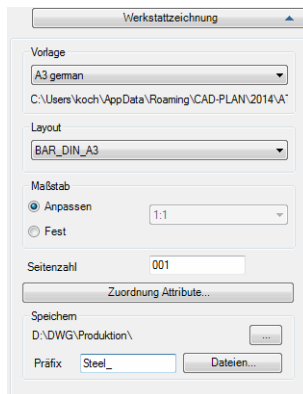 Werkstattzeichnung
Vorlage
A3 german
C:\Users\koch\AppData\Roaming\CAD-PLAN\2014\A
Layout
BAR_DIN_A3
Maßstab
Anpassen
1:1
Fest
Seitenzahl 001
Zuordnung Attribute...
Speichern
D:\DWG\Produktion\ ...
Präfix Steel_ Dateien...